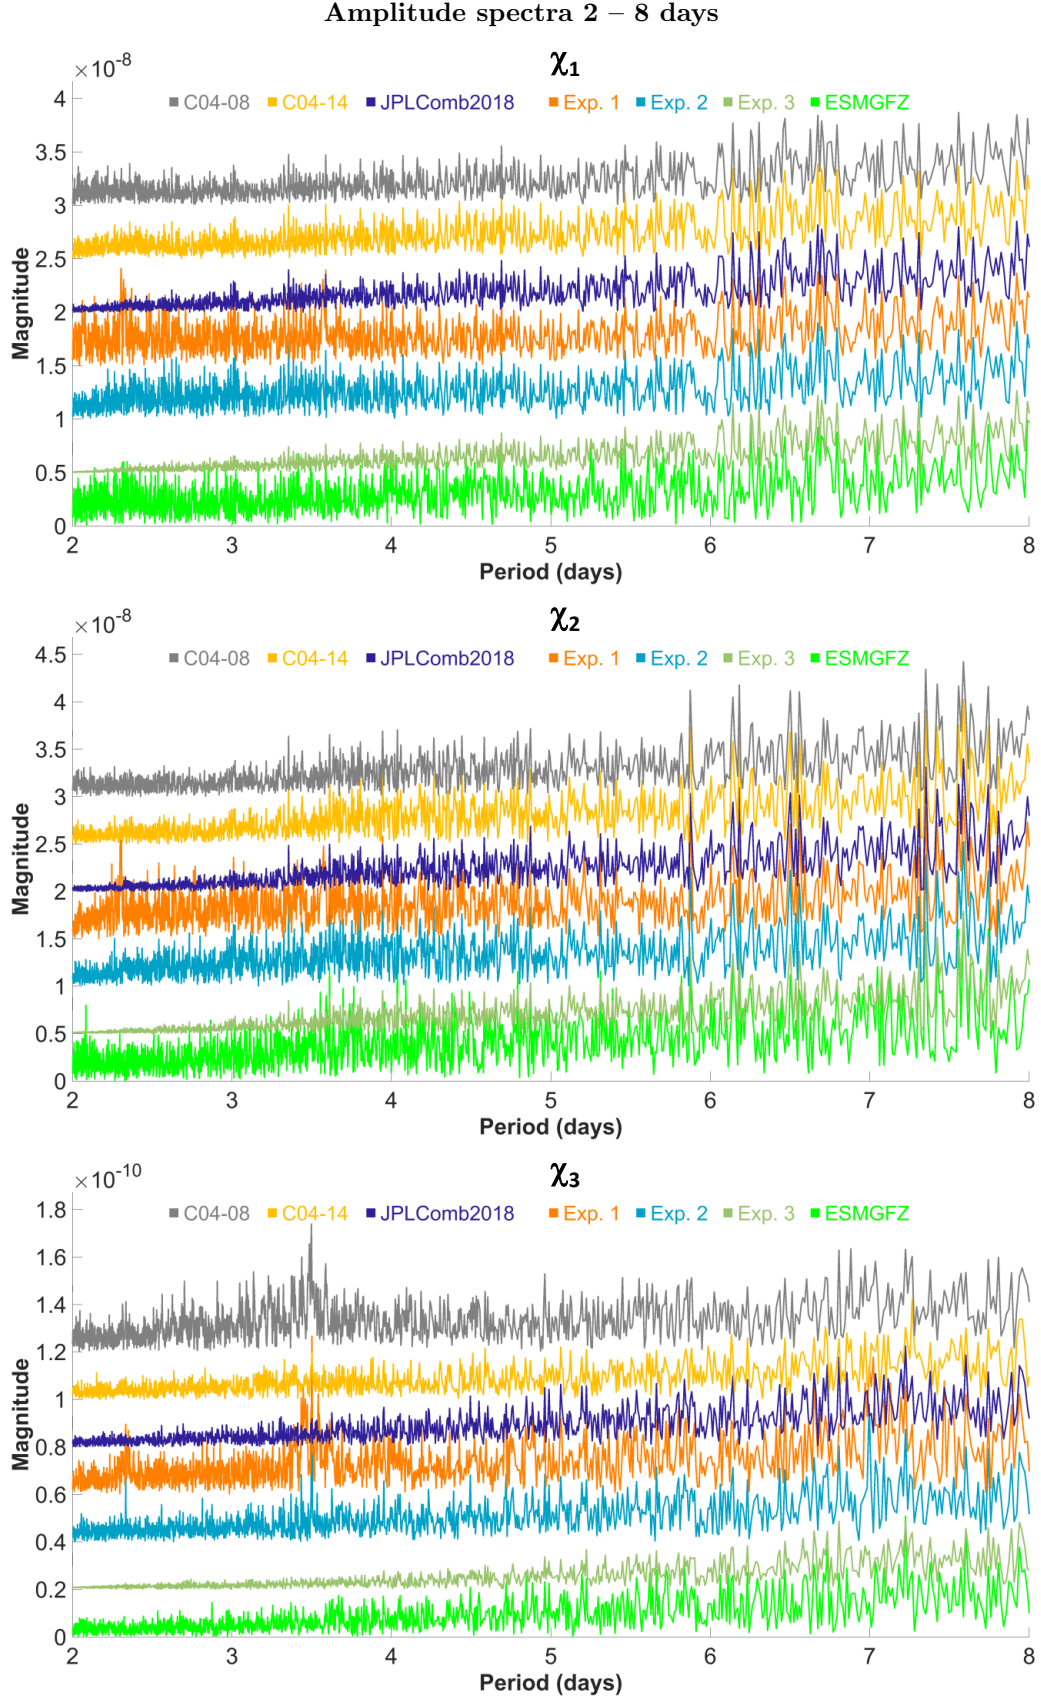 Amplitude spectra 2 – 8 days
χ1
×10-8
C04-08 C04-14 JPLComb2018 Exp. 1 Exp. 2 Exp. 3 ESMGFZ
4
3.5
3
2.5
2
1.5
1
0.5
0
Magnitude
2 3 4 5 6 7 8
Period (days)
χ2
×10-8
C04-08 C04-14 JPLComb2018 Exp. 1 Exp. 2 Exp. 3 ESMGFZ
4.5
4
3.5
3
2.5
2
1.5
1
0.5
0
Magnitude
2 3 4 5 6 7 8
Period (days)
χ3
×10-10
C04-08 C04-14 JPLComb2018 Exp. 1 Exp. 2 Exp. 3 ESMGFZ
1.8
1.6
1.4
1.2
1
0.8
0.6
0.4
0.2
0
Magnitude
2 3 4 5 6 7 8
Period (days)